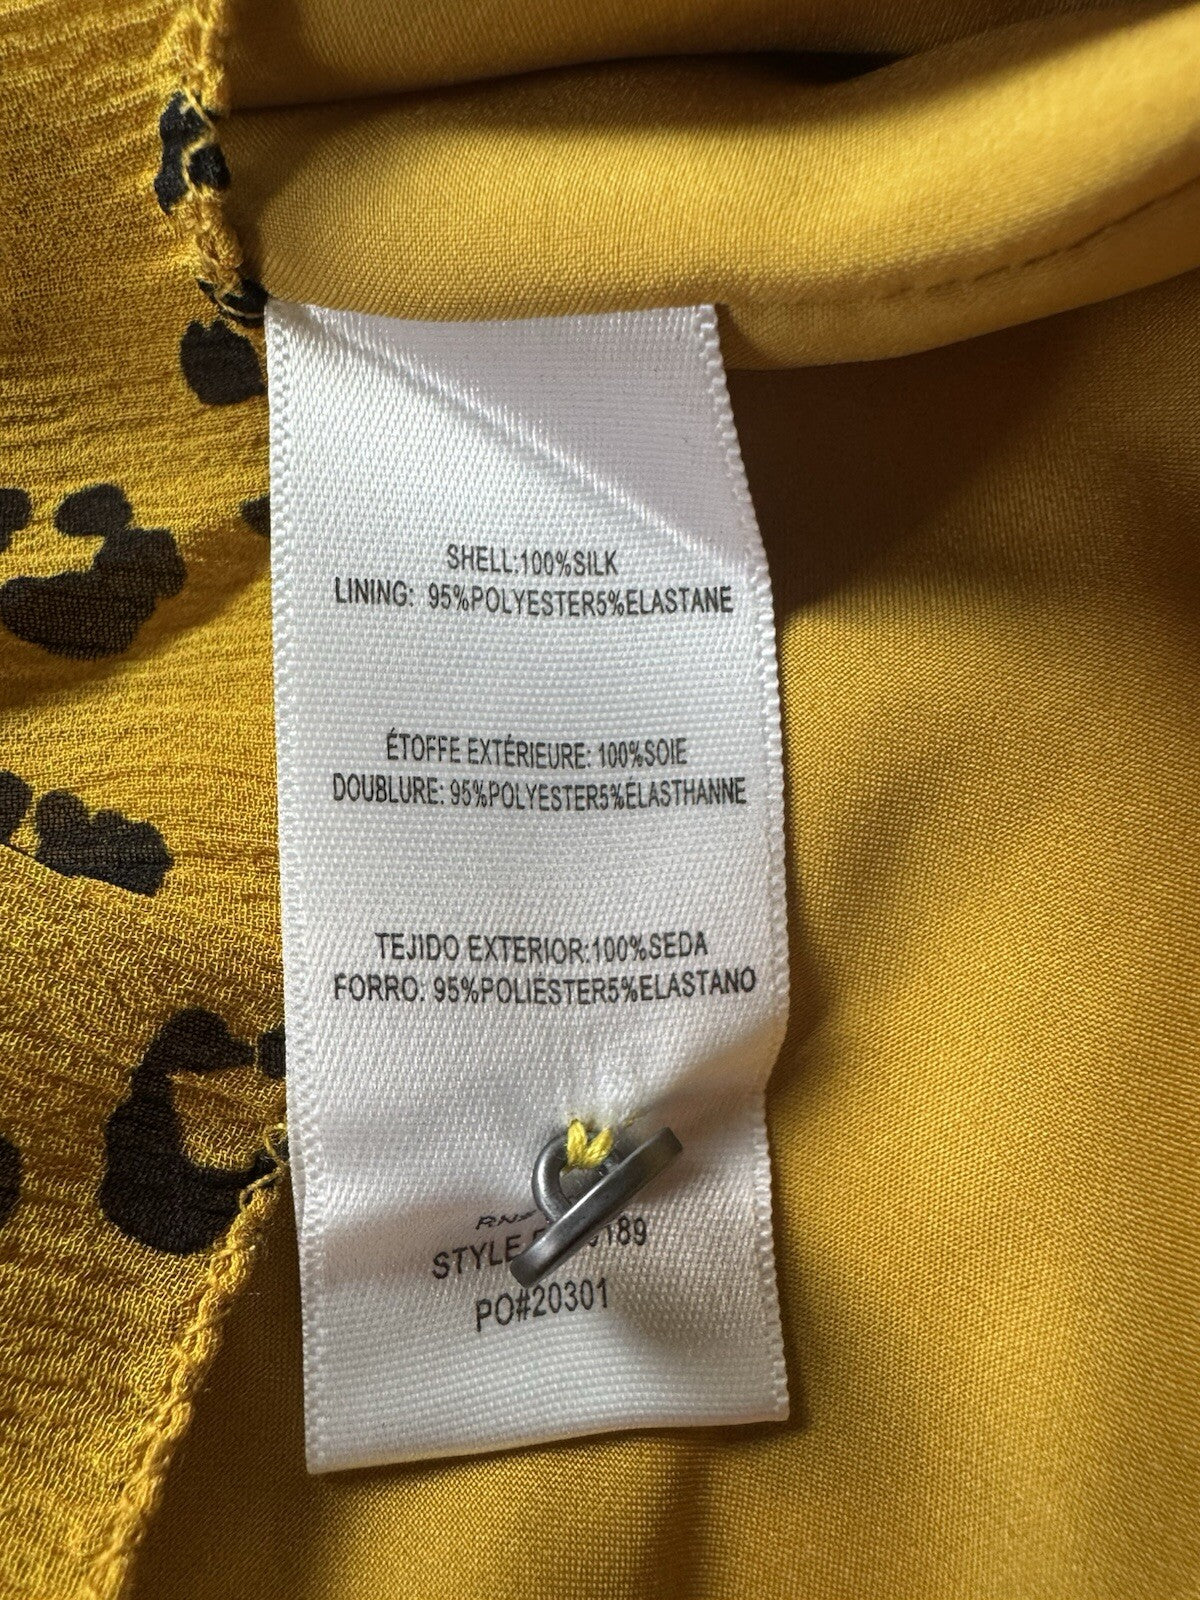 SHELL:100%SILK
LINING: 95%POLYESTER5%ELASTANE
ÉTOFFE EXTÉRIEURE: 100%SOIE
DOUBLURE: 95%POLYESTER5%ÉLASTHANNE
TEJIDO EXTERIOR:100%SEDA
FORRO: 95%POLIÉSTER5%ELASTANO
STYLE
PO#20301